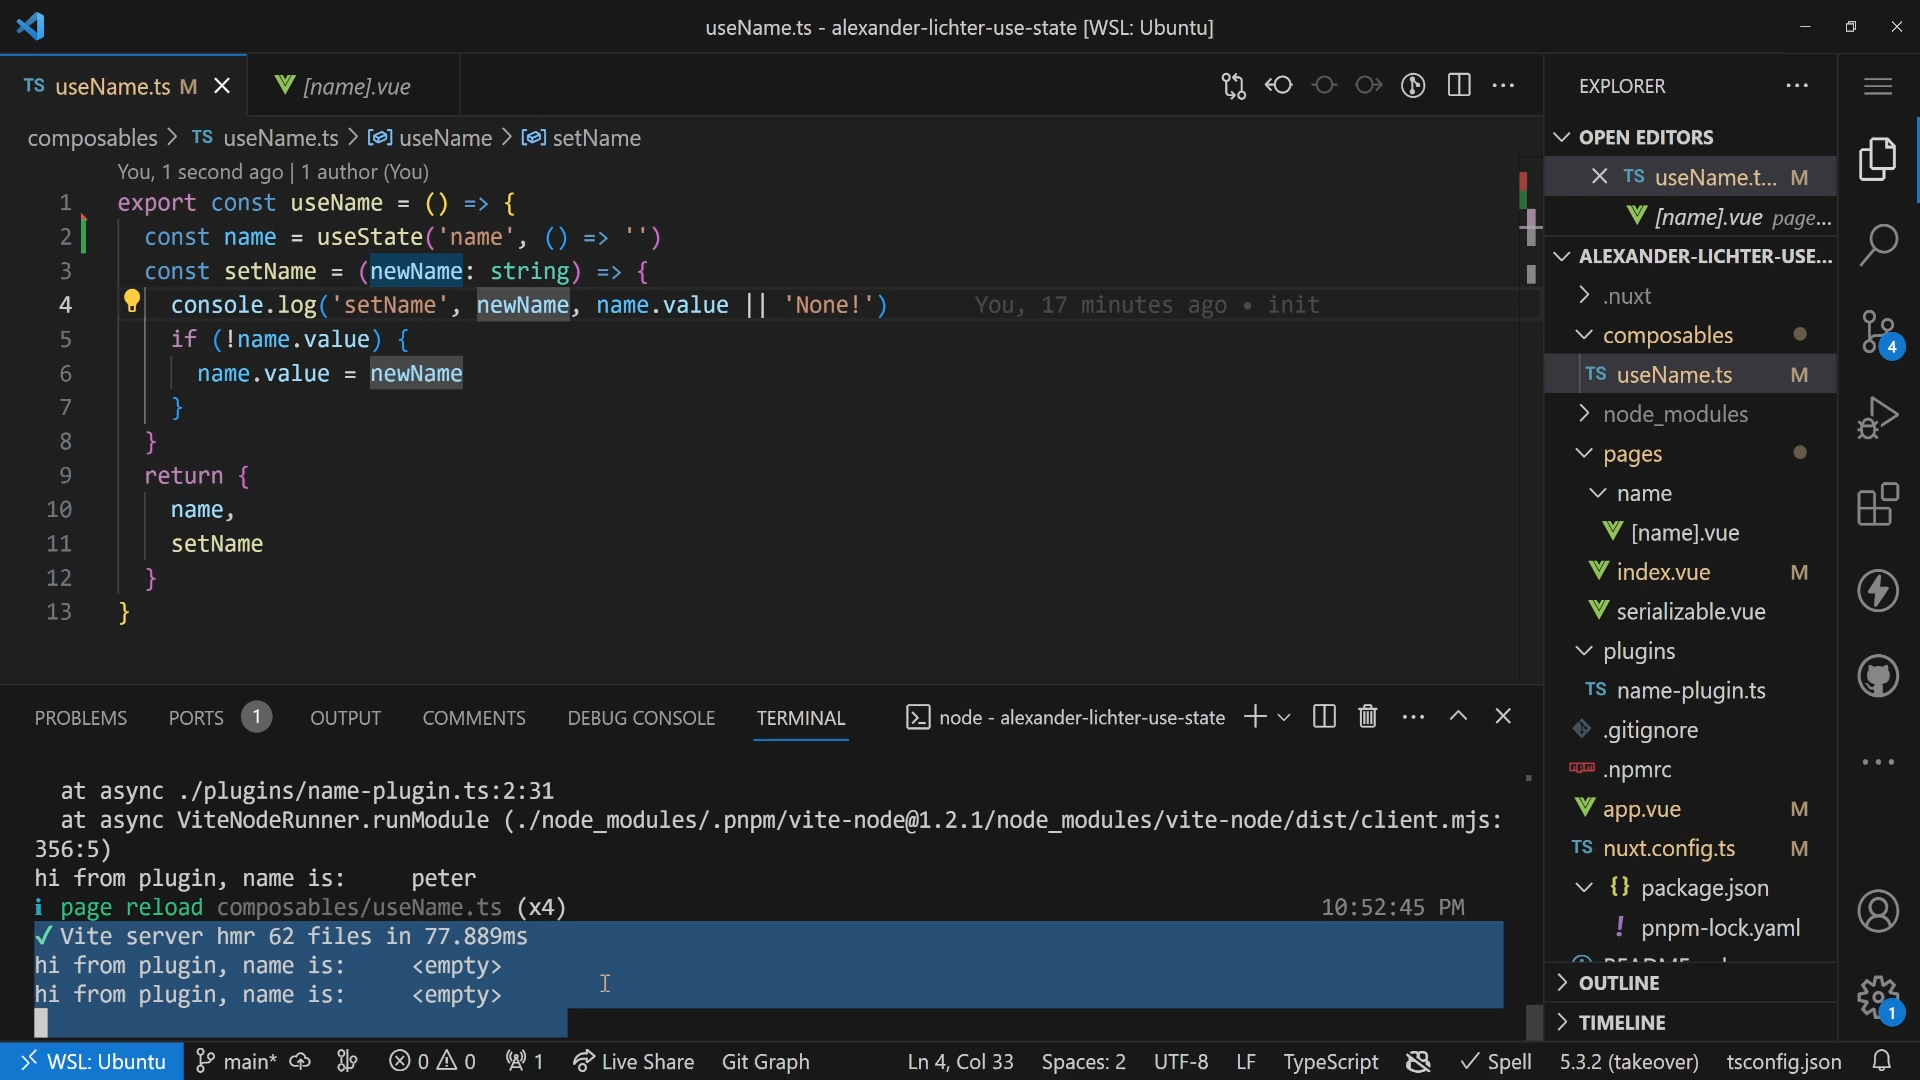 useName.ts - alexander-lichter-use-state [WSL: Ubuntu]
TS useName.ts M
[name].vue
composables > TS useName.ts > useName > setName
You, 1 second ago | 1 author (You)
1 export const useName = () => {
2 const name = useState('name', () => '')
3 const setName = (newName: string) => {
4 console.log('setName', newName, name.value || 'None!') You, 17 minutes ago • init
5 if (!name.value) {
6 name.value = newName
7 }
8 }
9 return {
10 name,
11 setName
12 }
13 }
PROBLEMS PORTS 1 OUTPUT COMMENTS DEBUG CONSOLE TERMINAL node - alexander-lichter-use-state
at async ./plugins/name-plugin.ts:2:31
at async ViteNodeRunner.runModule (./node_modules/.pnpm/vite-node@1.2.1/node_modules/vite-node/dist/client.mjs:
356:5)
hi from plugin, name is: peter
ℹ page reload composables/useName.ts (x4) 10:52:45 PM
✓ Vite server hmr 62 files in 77.889ms
hi from plugin, name is: <empty>
hi from plugin, name is: <empty>
EXPLORER
OPEN EDITORS
TS useName.t... M
[name].vue page...
ALEXANDER-LICHTER-USE...
.nuxt
composables
TS useName.ts M
node_modules
pages
name
[name].vue
index.vue M
serializable.vue
plugins
TS name-plugin.ts
.gitignore
.npmrc
app.vue M
TS nuxt.config.ts M
{} package.json
! pnpm-lock.yaml
OUTLINE
TIMELINE
4
1
WSL: Ubuntu main* 0 0 1 Live Share Git Graph Ln 4, Col 33 Spaces: 2 UTF-8 LF TypeScript Spell 5.3.2 (takeover) tsconfig.json